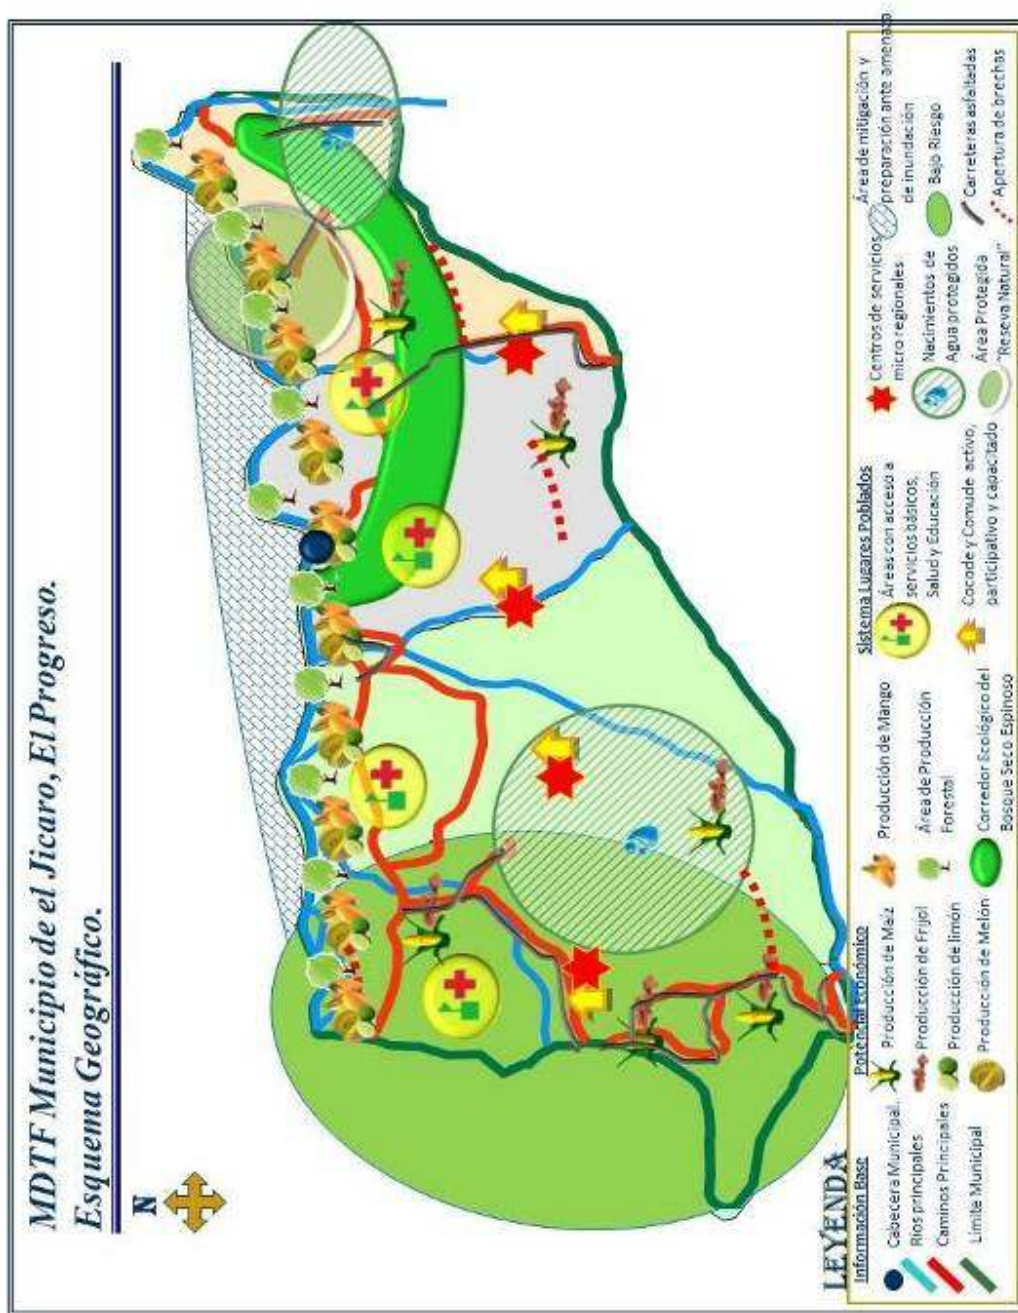 MDTF Municipio de el Jicaro, El Progreso.
Esquema Geográfico.
N
LEYENDA
Información Base
Cabecera Municipal.
Rios principales
Caminos Principales
Límite Municipal
Potencial Económico
Producción de Maíz
Producción de Frijol
Producción de limón
Producción de Melón
Producción de Mango
Área de Producción
Forestal
Corredor Ecológico del
Bosque Seco Espinoso
Sistema Lugares Poblados
Áreas con acceso a
servicios básicos,
Salud y Educación
Cocode y Comude activo,
participativo y capacitado
Centros de servicios
micro regionales
Nacimientos de
Agua protegidos
Área Protegida
"Reseva Natural"
Área de mitigación y
preparación ante amenaza
de inundación
Bajo Riesgo
Carreteras asfaltadas
Apertura de brechas